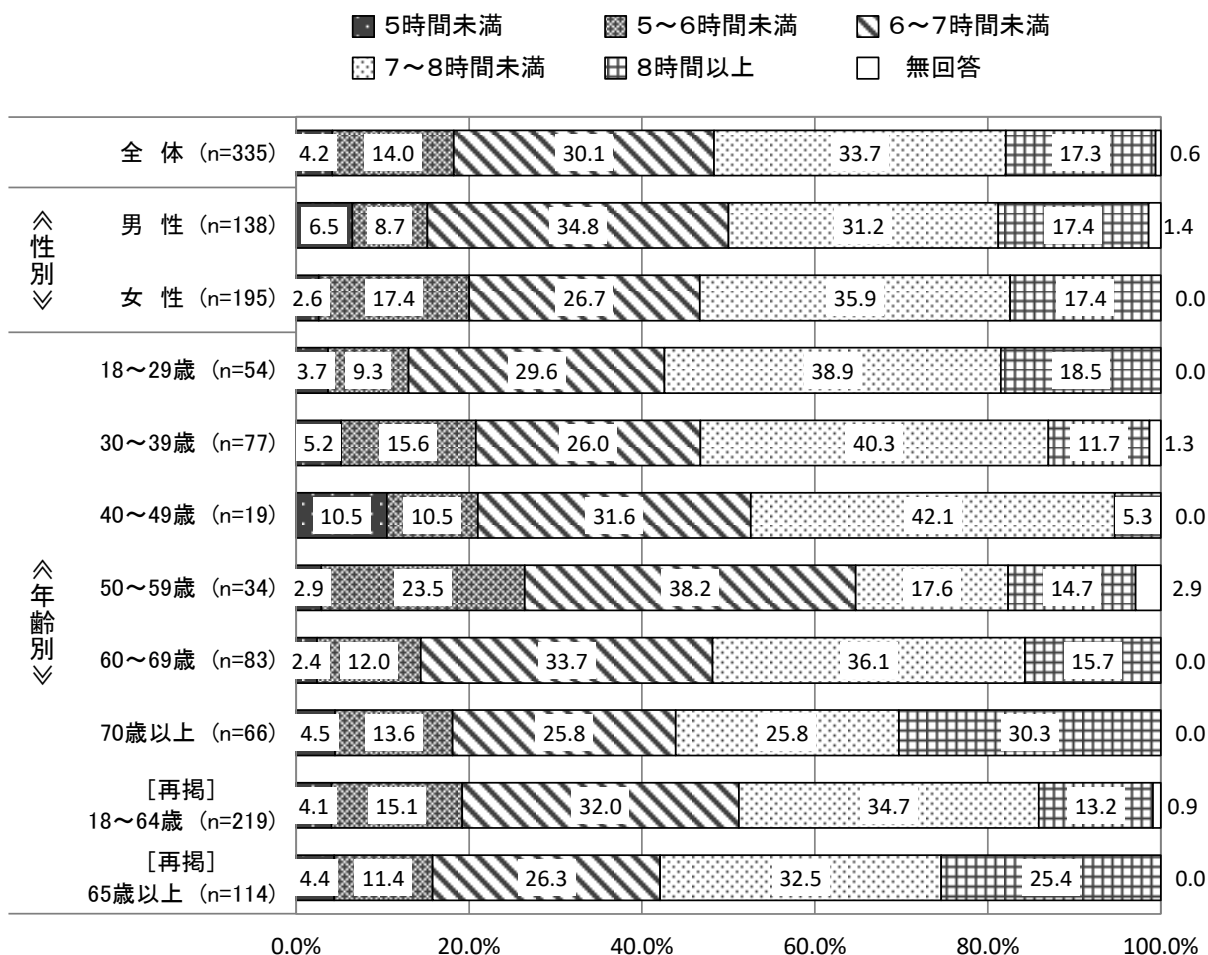 5時間未満 5～6時間未満 6～7時間未満
7～8時間未満 8時間以上 無回答
全 体 (n=335) 4.2 14.0 30.1 33.7 17.3 0.6
≪性別≫
男 性 (n=138) 6.5 8.7 34.8 31.2 17.4 1.4
女 性 (n=195) 2.6 17.4 26.7 35.9 17.4 0.0
≪年齢別≫
18～29歳 (n=54) 3.7 9.3 29.6 38.9 18.5 0.0
30～39歳 (n=77) 5.2 15.6 26.0 40.3 11.7 1.3
40～49歳 (n=19) 10.5 10.5 31.6 42.1 5.3 0.0
50～59歳 (n=34) 2.9 23.5 38.2 17.6 14.7 2.9
60～69歳 (n=83) 2.4 12.0 33.7 36.1 15.7 0.0
70歳以上 (n=66) 4.5 13.6 25.8 25.8 30.3 0.0
[再掲]
18～64歳 (n=219) 4.1 15.1 32.0 34.7 13.2 0.9
[再掲]
65歳以上 (n=114) 4.4 11.4 26.3 32.5 25.4 0.0
0.0% 20.0% 40.0% 60.0% 80.0% 100.0%